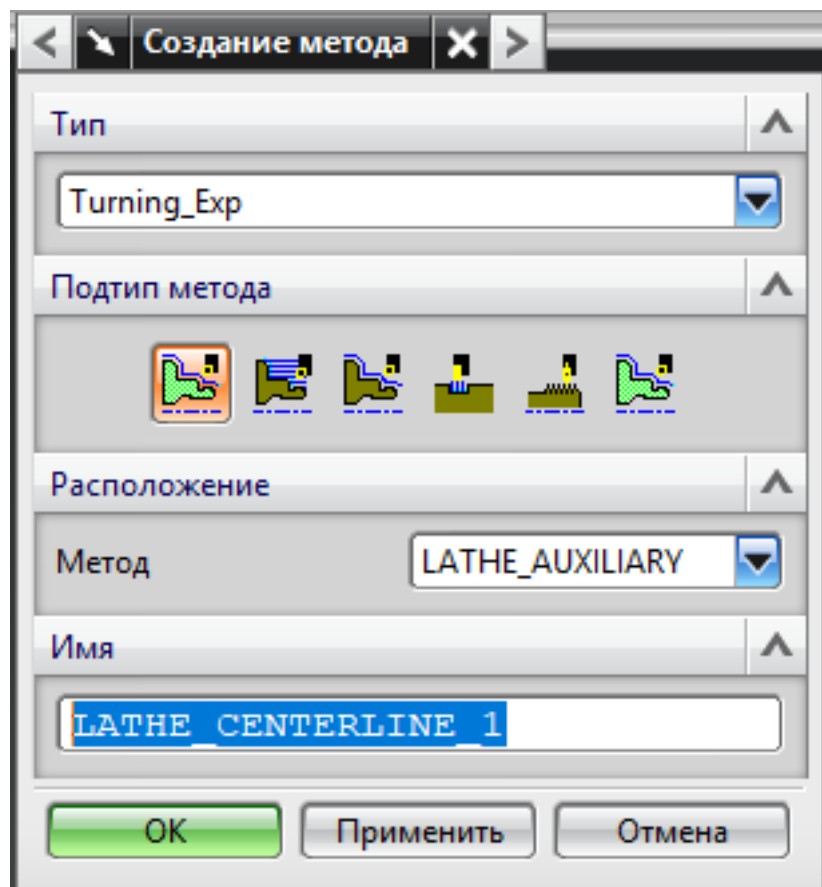 Создание метода
Тип
Turning_Exp
Подтип метода
Расположение
Метод LATHE_AUXILIARY
Имя
LATHE_CENTERLINE_1
OK Применить Отмена